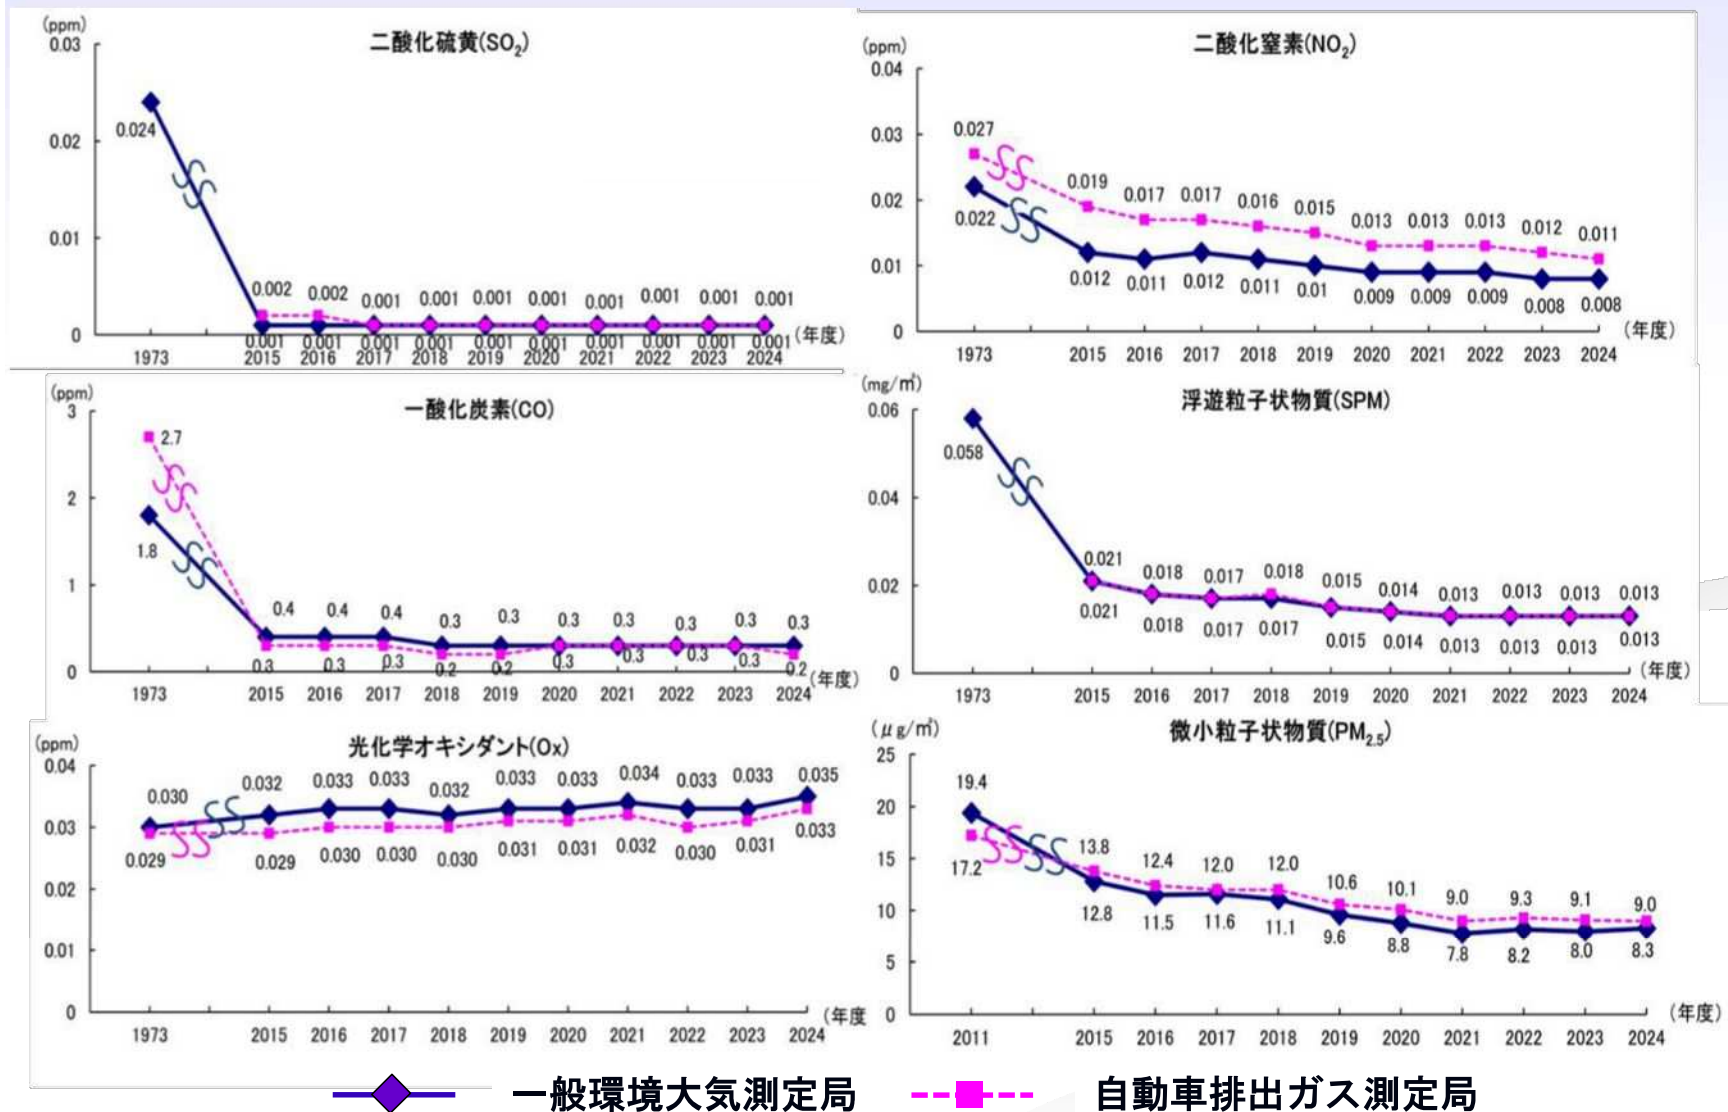 二酸化硫黄(SO₂)
(ppm)
0.03
0.02
0.01
0
0.024
0.002 0.002 0.001 0.001 0.001 0.001 0.001 0.001 0.001 0.001
0.001 0.001 0.001 0.001 0.001 0.001 0.001 0.001 0.001 0.001
1973 2015 2016 2017 2018 2019 2020 2021 2022 2023 2024
(年度)
二酸化窒素(NO₂)
(ppm)
0.04
0.03
0.02
0.01
0
0.027 0.019 0.017 0.017 0.016 0.015 0.013 0.013 0.013 0.012 0.011
0.022 0.012 0.011 0.012 0.011 0.01 0.009 0.009 0.009 0.008 0.008
1973 2015 2016 2017 2018 2019 2020 2021 2022 2023 2024
(年度)
一酸化炭素(CO)
(ppm)
3
2
1
0
2.7
1.8
0.4 0.4 0.4 0.3 0.3 0.3 0.3 0.3 0.3 0.3
0.3 0.3 0.3 0.2 0.2 0.3 0.3 0.3 0.3 0.2
1973 2015 2016 2017 2018 2019 2020 2021 2022 2023 2024
(年度)
浮遊粒子状物質(SPM)
(mg/㎥)
0.06
0.04
0.02
0
0.058
0.021 0.018 0.017 0.018 0.015 0.014 0.013 0.013 0.013 0.013
0.021 0.018 0.017 0.017 0.015 0.014 0.013 0.013 0.013 0.013
1973 2015 2016 2017 2018 2019 2020 2021 2022 2023 2024
(年度)
光化学オキシダント(Ox)
(ppm)
0.04
0.03
0.02
0.01
0
0.030 0.032 0.033 0.033 0.032 0.033 0.033 0.034 0.033 0.033 0.035
0.029 0.029 0.030 0.030 0.030 0.031 0.031 0.032 0.030 0.031 0.033
1973 2015 2016 2017 2018 2019 2020 2021 2022 2023 2024
(年度
微小粒子状物質(PM₂.₅)
(μg/㎥)
25
20
15
10
5
0
19.4 13.8 12.4 12.0 12.0 10.6 10.1 9.0 9.3 9.1 9.0
17.2 12.8 11.5 11.6 11.1 9.6 8.8 7.8 8.2 8.0 8.3
2011 2015 2016 2017 2018 2019 2020 2021 2022 2023 2024
(年度)
一般環境大気測定局 自動車排出ガス測定局